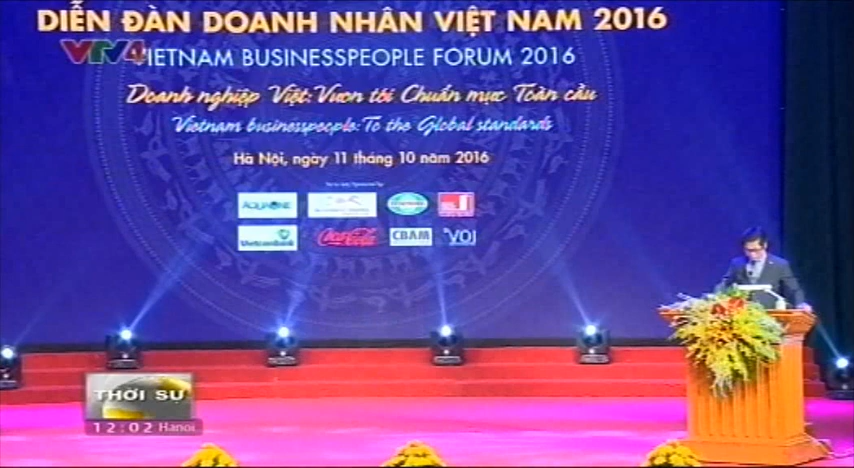 DIỄN ĐÀN DOANH NHÂN VIỆT NAM 2016
VTV4
VIETNAM BUSINESSPEOPLE FORUM 2016
Doanh nghiệp Việt: Vươn tới Chuẩn mực Toàn cầu
Vietnam businesspeople: To the Global standards
Hà Nội, ngày 11 tháng 10 năm 2016
AQUAONE
Vietcombank
Coca-Cola
CBAM
VOV
THỜI SỰ
12:02 Hanoi